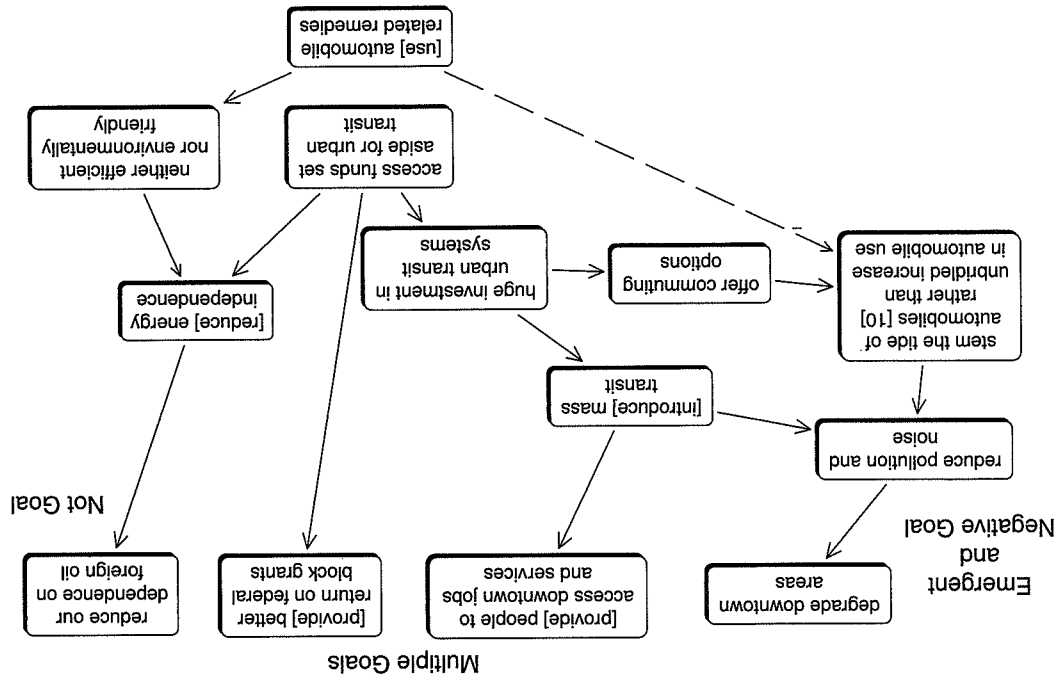 Multiple Goals
Emergent
and
Negative Goal
degrade downtown
areas
[provide] people to
access downtown jobs
and services
[provide] better
return on federal
block grants
reduce our
dependence on
foreign oil
Not Goal
reduce pollution and
noise
[introduce] mass
transit
stem the tide of
automobiles [10]
rather than
unbridled increase
in automobile use
offer commuting
options
huge investment in
urban transit
systems
[reduce] energy
independence
access funds set
aside for urban
transit
neither efficient
nor environmentally
friendly
[use] automobile
related remedies